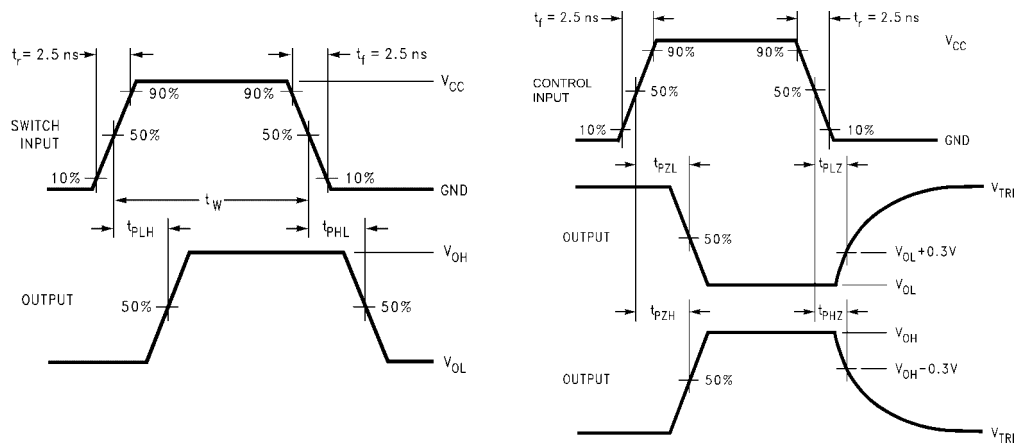 tr = 2.5 ns
tf = 2.5 ns
VCC
90%
90%
SWITCH
INPUT
50%
50%
10%
10%
GND
tW
tPLH
tPHL
VOH
OUTPUT
50%
50%
VOL
tf = 2.5 ns
tr = 2.5 ns
VCC
90%
90%
CONTROL
INPUT
50%
50%
10%
10%
GND
tPZL
tPLZ
VTRI
OUTPUT
50%
VOL+0.3V
VOL
tPZH
tPHZ
VOH
VOH−0.3V
OUTPUT
50%
VTRI